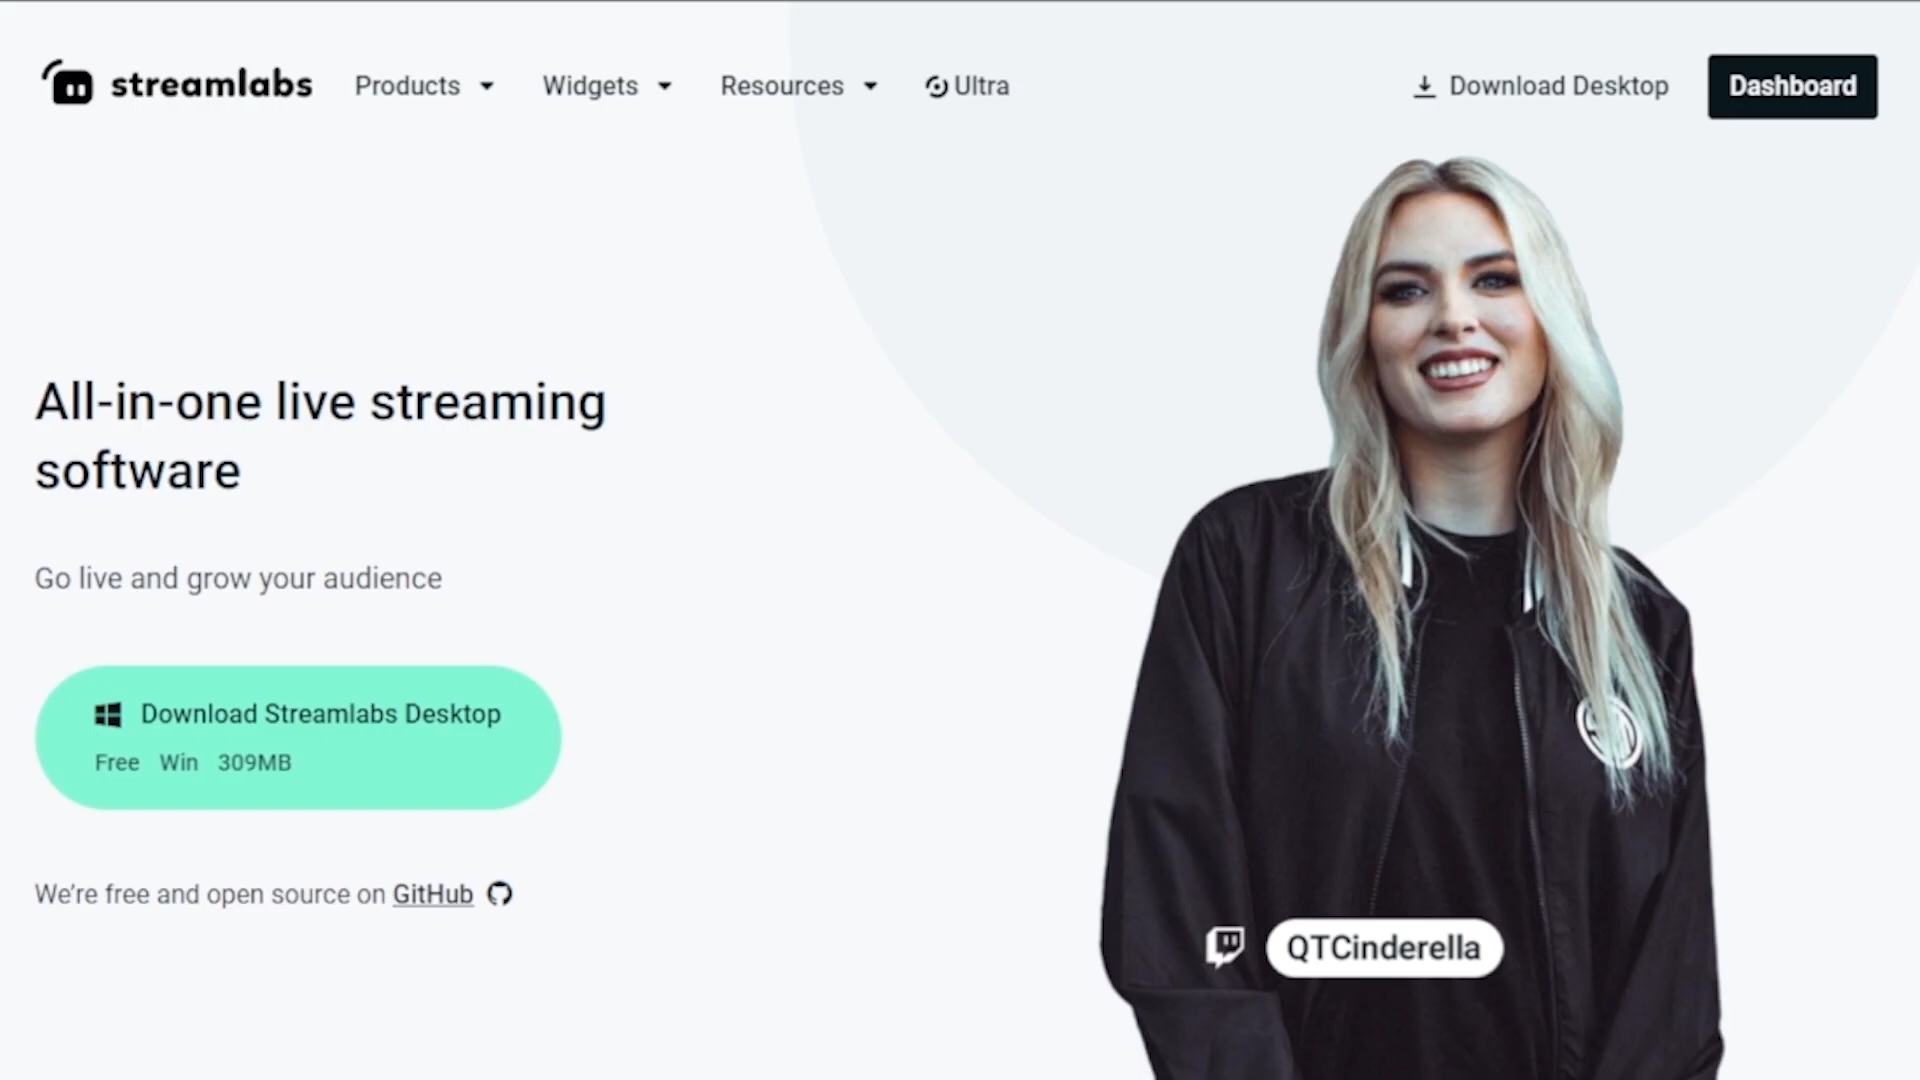 streamlabs
Products
Widgets
Resources
Ultra
Download Desktop
Dashboard
All-in-one live streaming
software
Go live and grow your audience
Download Streamlabs Desktop
Free Win 309MB
We're free and open source on GitHub
QTCinderella